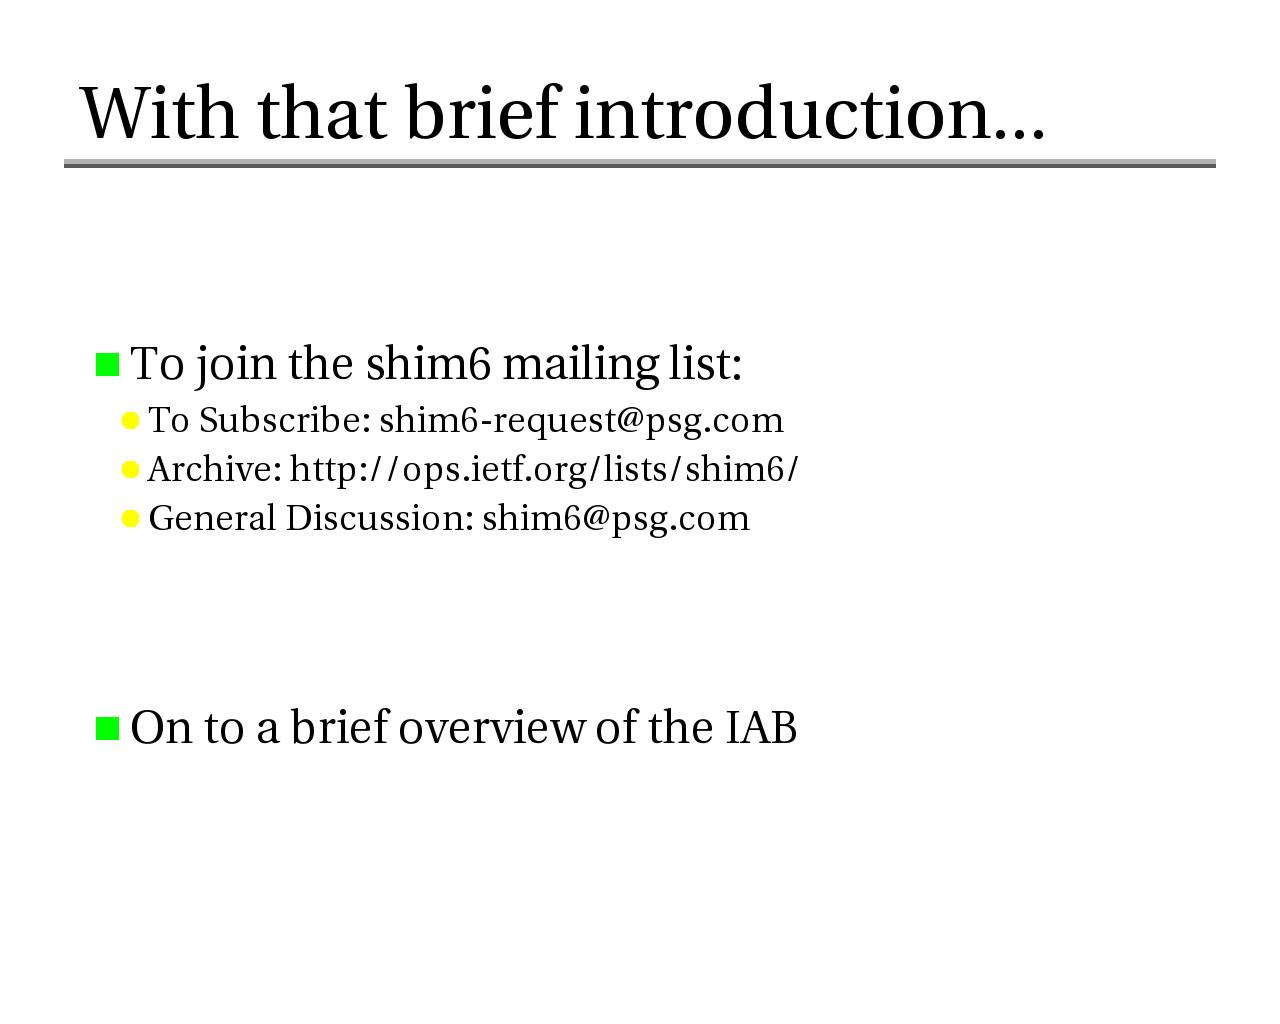 With that brief introduction...
To join the shim6 mailing list:
To Subscribe: shim6-request@psg.com
Archive: http://ops.ietf.org/lists/shim6/
General Discussion: shim6@psg.com
On to a brief overview of the IAB